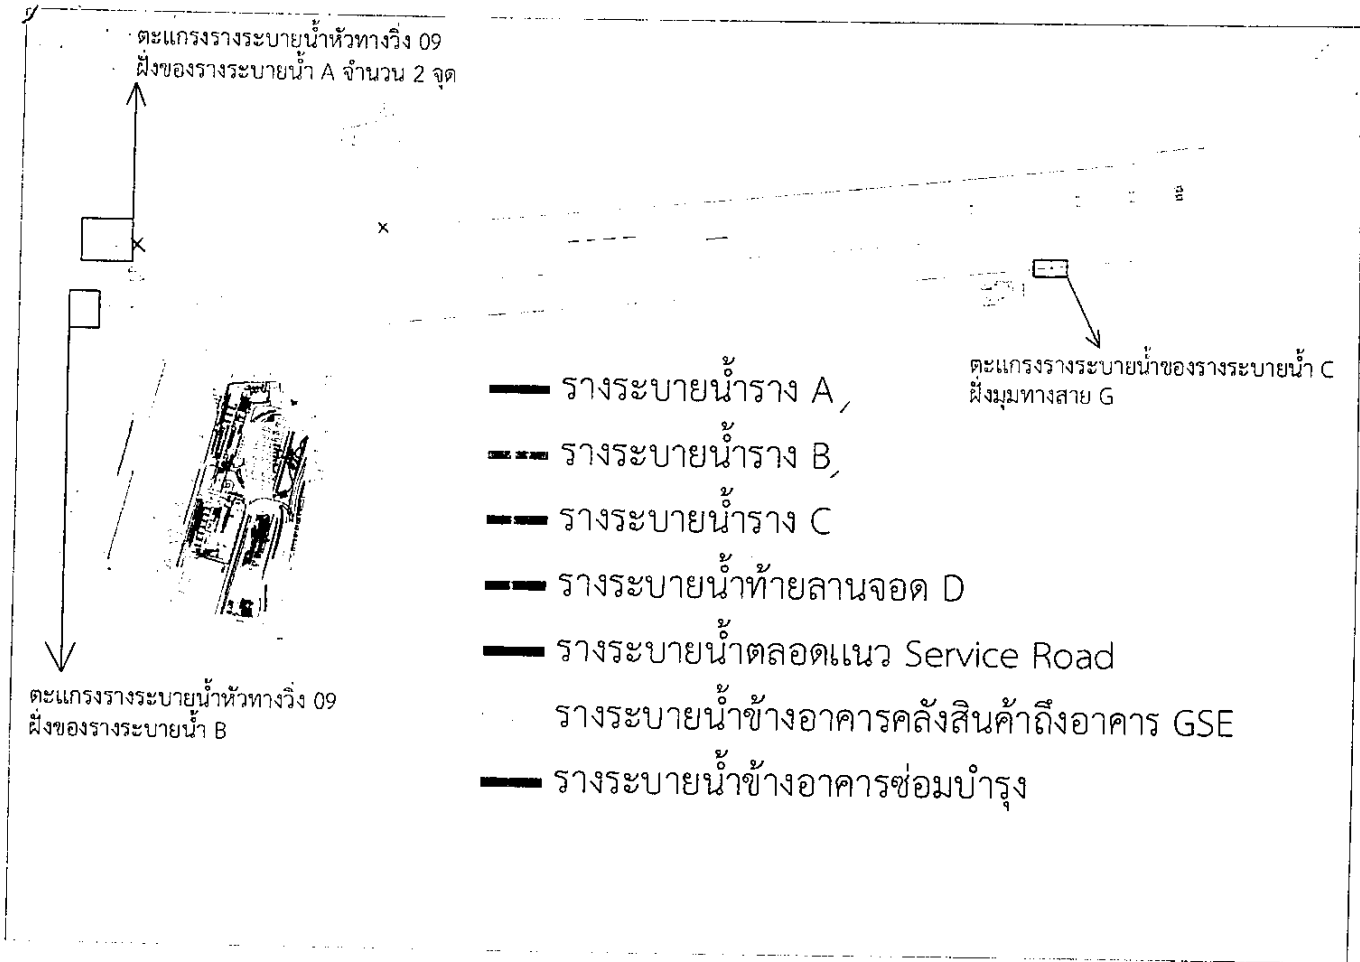 ตะแกรงรางระบายน้ำหัวทางวิ่ง 09
ฝั่งของรางระบายน้ำ A จำนวน 2 จุด
ตะแกรงรางระบายน้ำของรางระบายน้ำ C
ฝั่งมุมทางสาย G
รางระบายน้ำราง A
รางระบายน้ำราง B
รางระบายน้ำราง C
รางระบายน้ำท้ายลานจอด D
รางระบายน้ำตลอดแนว Service Road
รางระบายน้ำข้างอาคารคลังสินค้าถึงอาคาร GSE
รางระบายน้ำข้างอาคารซ่อมบำรุง
ตะแกรงรางระบายน้ำหัวทางวิ่ง 09
ฝั่งของรางระบายน้ำ B